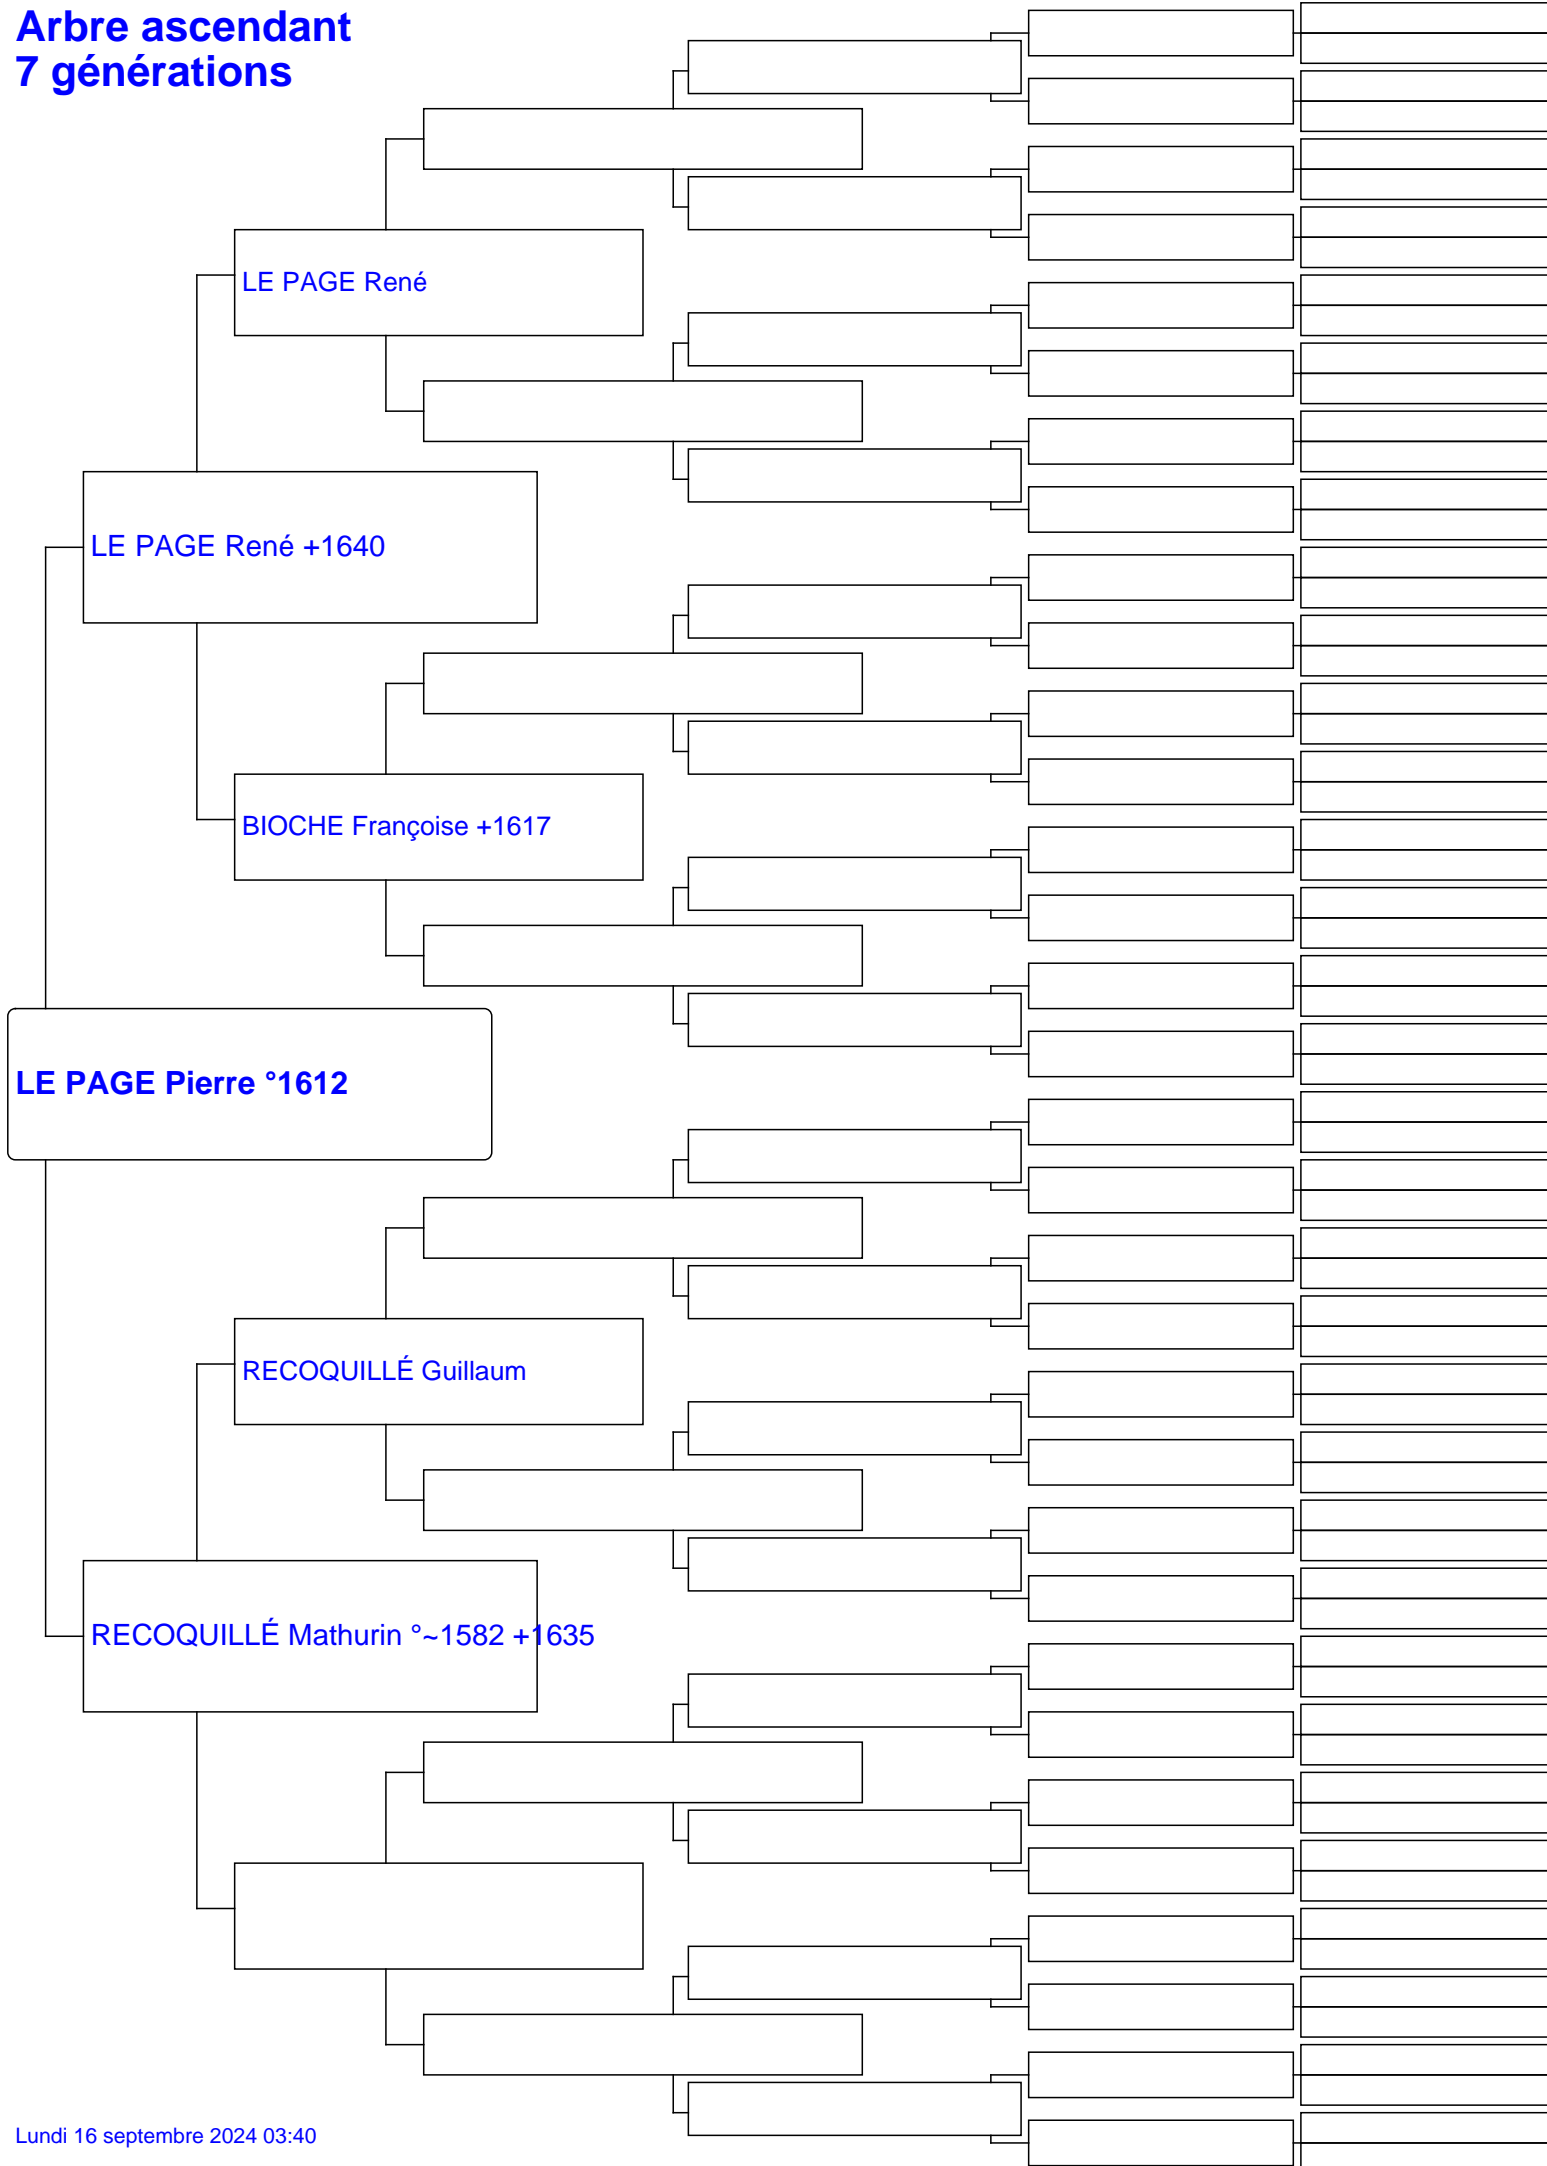 Arbre ascendant
7 générations
LE PAGE René
LE PAGE René +1640
BIOCHE Françoise +1617
LE PAGE Pierre °1612
RECOQUILLÉ Guillaum
RECOQUILLÉ Mathurin °~1582 +1635
Lundi 16 septembre 2024 03:40